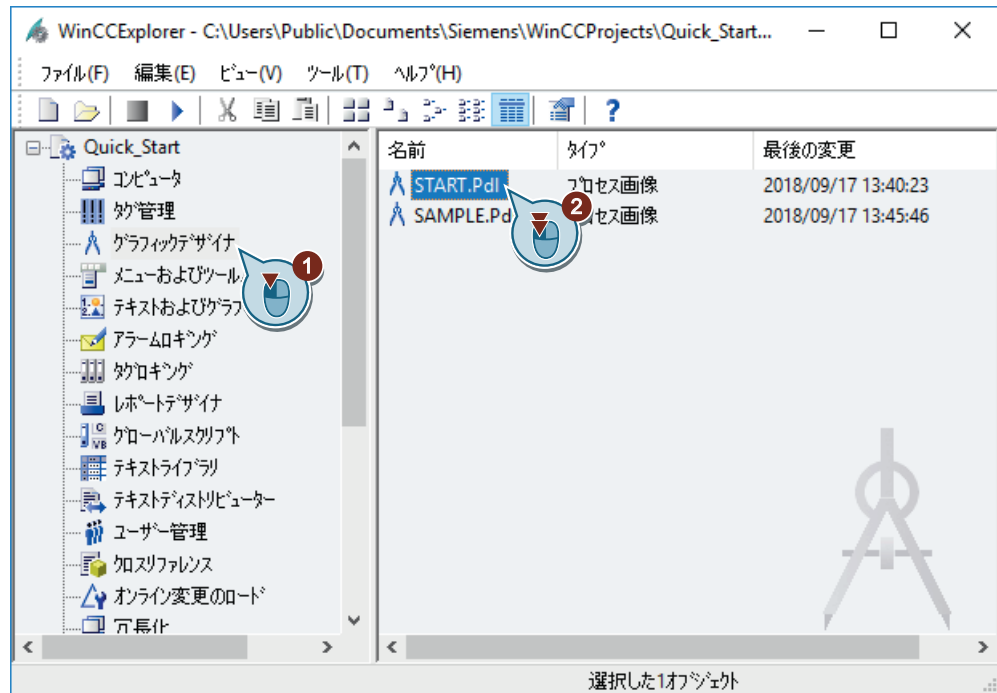 WinCCExplorer - C:\Users\Public\Documents\Siemens\WinCCProjects\Quick_Start...
ファイル(F) 編集(E) ビュー(V) ツール(T) ヘルプ(H)
Quick_Start
コンピュータ
タグ管理
グラフィックデザイナ
メニューおよびツール
テキストおよびグラフ
アラームロギング
タグロギング
レポートデザイナ
グローバルスクリプト
テキストライブラリ
テキストディストリビューター
ユーザー管理
クロスリファレンス
オンライン変更のロード
冗長化
1
名前 タイプ 最後の変更
START.Pdl プロセス画像 2018/09/17 13:40:23
SAMPLE.Pd ロセス画像 2018/09/17 13:45:46
2
選択した1オブジェクト